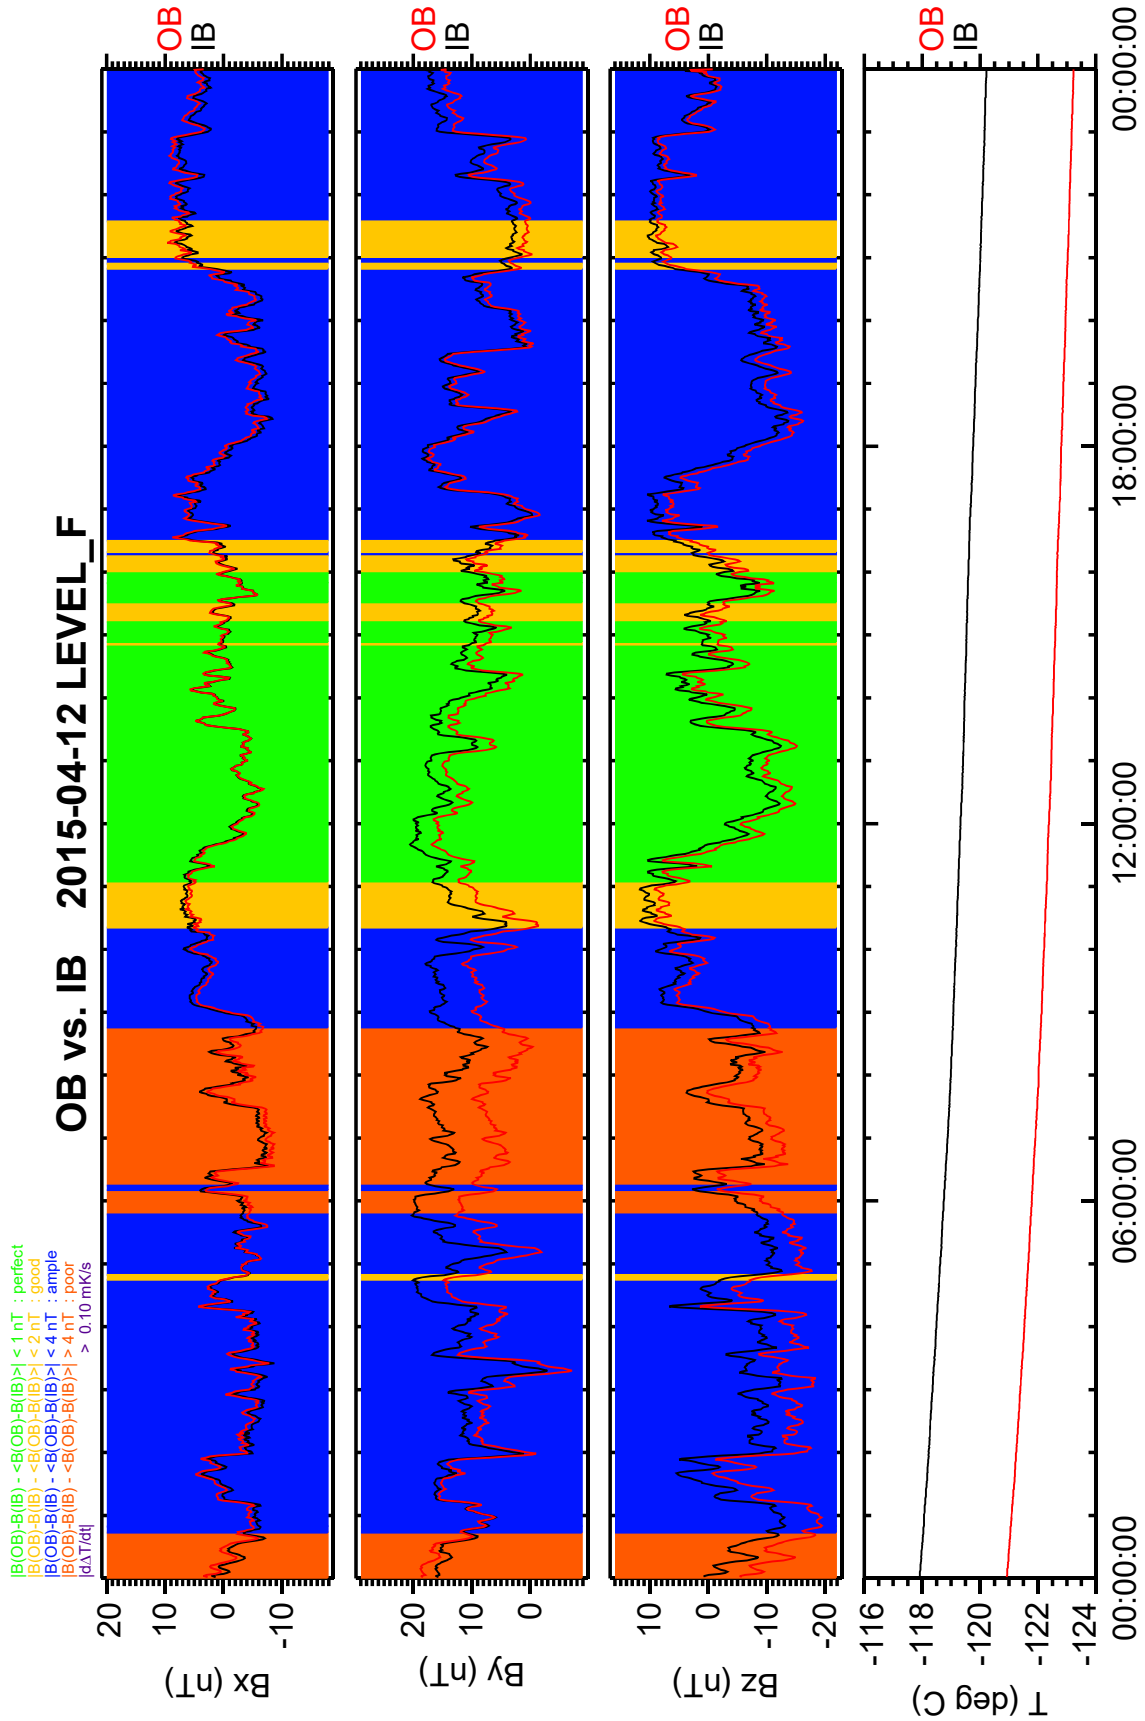 OB vs. IB 2015-04-12 LEVEL_F
|B(OB)-B(IB) - <B(OB)-B(IB)>| < 1 nT : perfect
|B(OB)-B(IB) - <B(OB)-B(IB)>| < 2 nT : good
|B(OB)-B(IB) - <B(OB)-B(IB)>| < 4 nT : ample
|B(OB)-B(IB) - <B(OB)-B(IB)>| > 4 nT : poor
|dΔT/dt| > 0.10 mK/s
Bx (nT)
20
10
0
-10
OB
IB
By (nT)
20
10
0
OB
IB
Bz (nT)
10
0
-10
-20
OB
IB
T (deg C)
-116
-118
-120
-122
-124
OB
IB
00:00:00 06:00:00 12:00:00 18:00:00 00:00:00